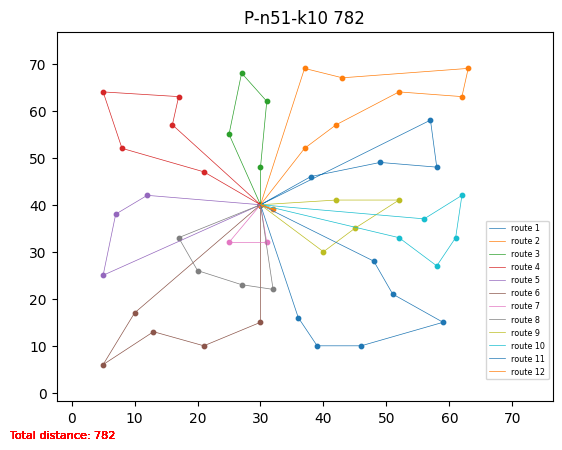 P-n51-k10 782
70
60
50
40
30
20
10
0
0 10 20 30 40 50 60 70
route 1
route 2
route 3
route 4
route 5
route 6
route 7
route 8
route 9
route 10
route 11
route 12
Total distance: 782